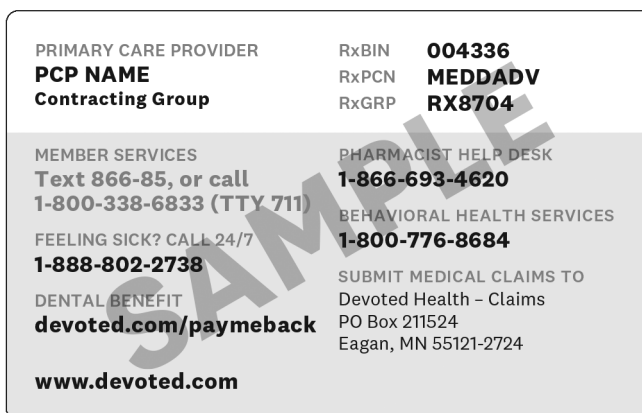 PRIMARY CARE PROVIDER
PCP NAME
Contracting Group
RxBIN 004336
RxPCN MEDDADV
RxGRP RX8704
MEMBER SERVICES
Text 866-85, or call
1-800-338-6833 (TTY 711)
FEELING SICK? CALL 24/7
1-888-802-2738
DENTAL BENEFIT
devoted.com/paymeback
www.devoted.com
PHARMACIST HELP DESK
1-866-693-4620
BEHAVIORAL HEALTH SERVICES
1-800-776-8684
SUBMIT MEDICAL CLAIMS TO
Devoted Health – Claims
PO Box 211524
Eagan, MN 55121-2724
SAMPLE